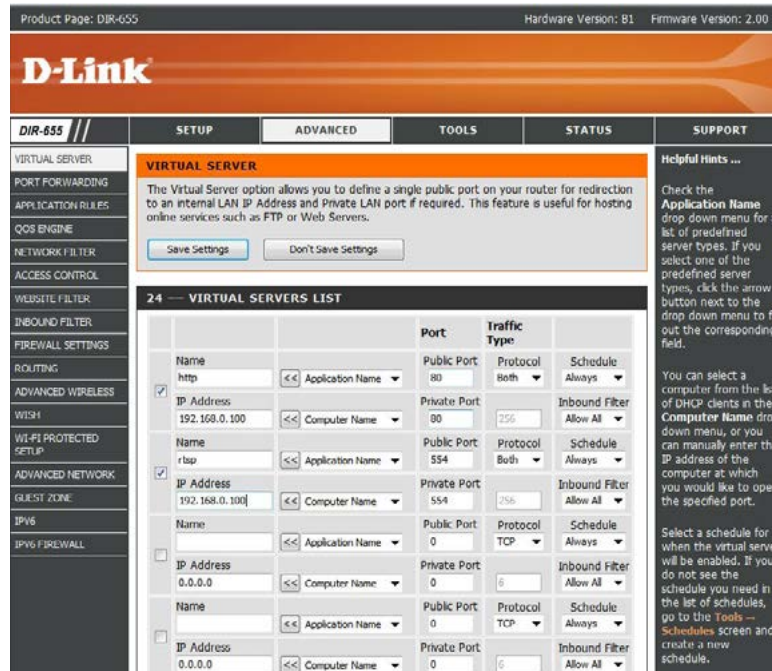 Product Page: DIR-655
Hardware Version: B1
Firmware Version: 2.00
D-Link
DIR-655
SETUP
ADVANCED
TOOLS
STATUS
SUPPORT
VIRTUAL SERVER
PORT FORWARDING
APPLICATION RULES
QOS ENGINE
NETWORK FILTER
ACCESS CONTROL
WEBSITE FILTER
INBOUND FILTER
FIREWALL SETTINGS
ROUTING
ADVANCED WIRELESS
WISH
WI-FI PROTECTED
SETUP
ADVANCED NETWORK
GUEST ZONE
IPV6
IPV6 FIREWALL
VIRTUAL SERVER
The Virtual Server option allows you to define a single public port on your router for redirection
to an internal LAN IP Address and Private LAN port if required. This feature is useful for hosting
online services such as FTP or Web Servers.
Save Settings
Don't Save Settings
24 — VIRTUAL SERVERS LIST
Port
Traffic
Type
Name
Public Port
Protocol
Schedule
http
<<
Application Name
80
Both
Always
IP Address
Private Port
Inbound Filter
192.168.0.100
<<
Computer Name
80
256
Allow All
Name
Public Port
Protocol
Schedule
rtsp
<<
Application Name
554
Both
Always
IP Address
Private Port
Inbound Filter
192.168.0.100
<<
Computer Name
554
256
Allow All
Name
Public Port
Protocol
Schedule
<<
Application Name
0
TCP
Always
IP Address
Private Port
Inbound Filter
0.0.0.0
<<
Computer Name
0
6
Allow All
Name
Public Port
Protocol
Schedule
<<
Application Name
0
TCP
Always
IP Address
Private Port
Inbound Filter
0.0.0.0
<<
Computer Name
0
6
Allow All
Helpful Hints ...
Check the
Application Name
drop down menu for
list of predefined
server types. If you
select one of the
predefined server
types, click the arrow
button next to the
drop down menu to
out the corresponding
field.
You can select a
computer from the
of DHCP clients in the
Computer Name
down menu, or you
can manually enter
IP address of the
computer at which
you would like to
the specified port.
Select a schedule for
when the virtual
will be enabled. If you
do not see the
schedule you need in
the list of schedules,
go to the Tools →
Schedules screen and
create a new
schedule.